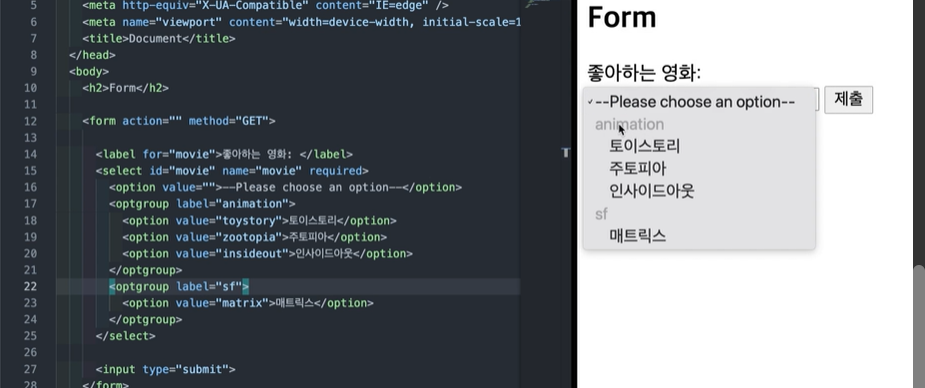 5 <meta http-equiv="X-UA-Compatible" content="IE=edge" />
6 <meta name="viewport" content="width=device-width, initial-scale=1
7 <title>Document</title>
8 </head>
9 <body>
10 <h2>Form</h2>
11
12 <form action="" method="GET">
13
14 <label for="movie">좋아하는 영화: </label>
15 <select id="movie" name="movie" required>
16 <option value="">--Please choose an option--</option>
17 <optgroup label="animation">
18 <option value="toystory">토이스토리</option>
19 <option value="zootopia">주토피아</option>
20 <option value="insideout">인사이드아웃</option>
21 </optgroup>
22 <optgroup label="sf">
23 <option value="matrix">매트릭스</option>
24 </optgroup>
25 </select>
26
27 <input type="submit">
28 </form>
Form
좋아하는 영화:
✓--Please choose an option-- 제출
animation
토이스토리
주토피아
인사이드아웃
sf
매트릭스